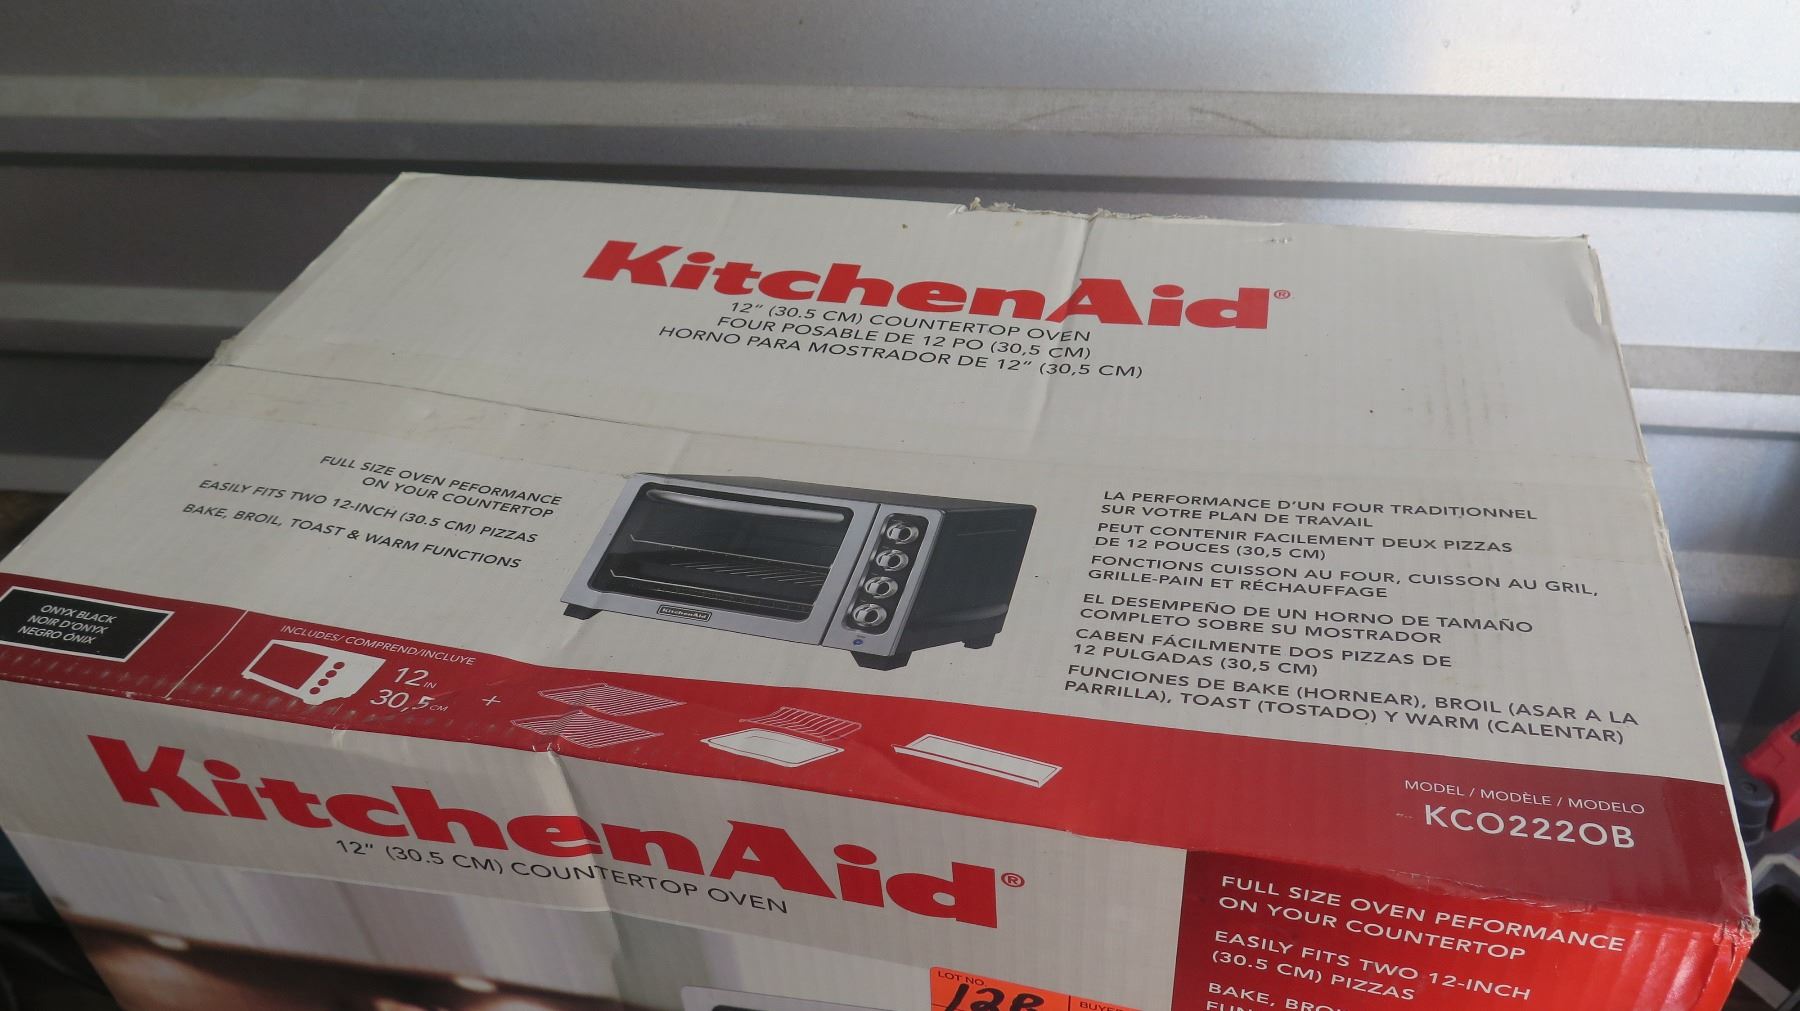 KitchenAid®
12" (30.5 CM) COUNTERTOP OVEN
FOUR POSABLE DE 12 PO (30,5 CM)
HORNO PARA MOSTRADOR DE 12" (30,5 CM)
FULL SIZE OVEN PEFORMANCE
ON YOUR COUNTERTOP
EASILY FITS TWO 12-INCH (30.5 CM) PIZZAS
BAKE, BROIL, TOAST & WARM FUNCTIONS
KitchenAid
LA PERFORMANCE D'UN FOUR TRADITIONNEL
SUR VOTRE PLAN DE TRAVAIL
PEUT CONTENIR FACILEMENT DEUX PIZZAS
DE 12 POUCES (30,5 CM)
FONCTIONS CUISSON AU FOUR, CUISSON AU GRIL,
GRILLE-PAIN ET RÉCHAUFFAGE
EL DESEMPEÑO DE UN HORNO DE TAMAÑO
COMPLETO SOBRE SU MOSTRADOR
CABEN FÁCILMENTE DOS PIZZAS DE
12 PULGADAS (30,5 CM)
FUNCIONES DE BAKE (HORNEAR), BROIL (ASAR A LA
PARRILLA), TOAST (TOSTADO) Y WARM (CALENTAR)
ONYX BLACK
NOIR D'ONYX
NEGRO ÓNIX
INCLUDES/ COMPREND/INCLUYE
12 IN
30,5 CM
+
MODEL / MODÈLE / MODELO
KCO222OB
KitchenAid®
12" (30.5 CM) COUNTERTOP OVEN
FULL SIZE OVEN PEFORMANCE
ON YOUR COUNTERTOP
EASILY FITS TWO 12-INCH
(30.5 CM) PIZZAS
BAKE,
LOT NO.